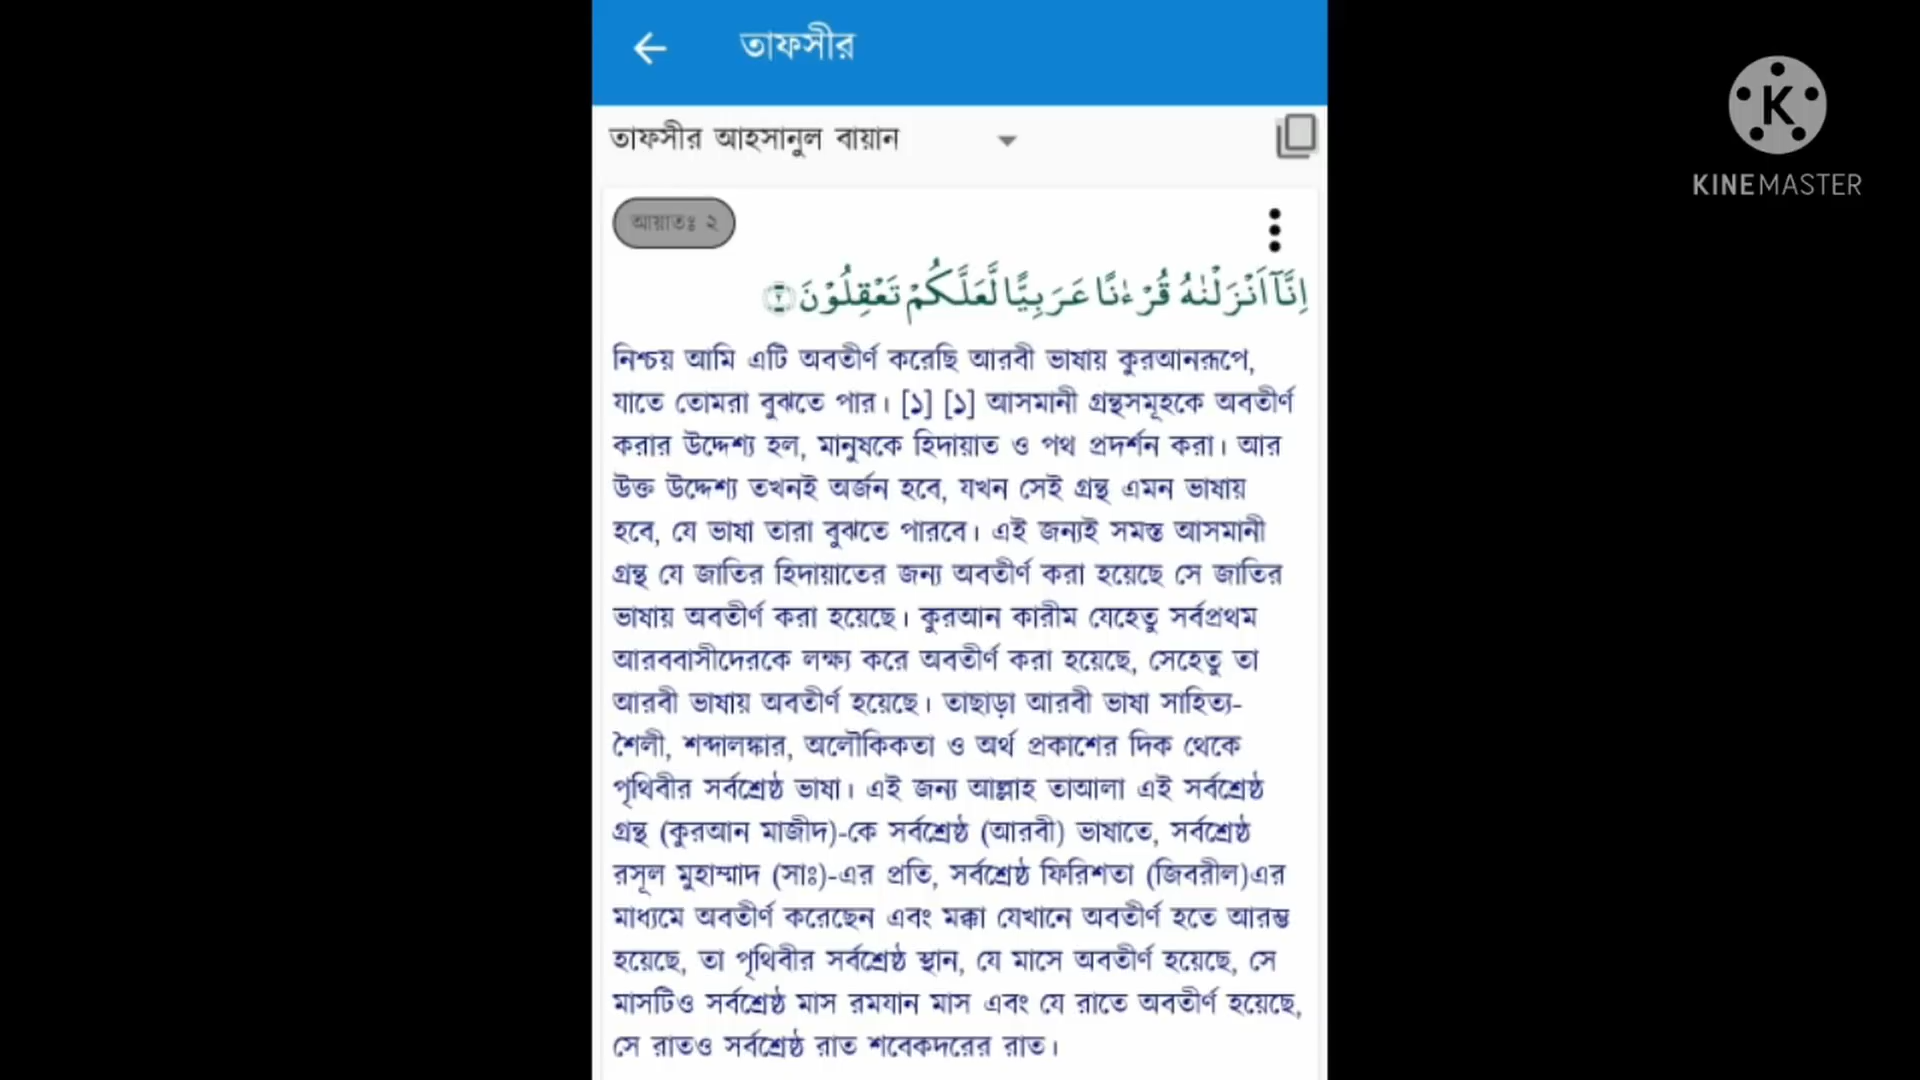 তাফসীর
KINEMASTER
তাফসীর আহসানুল বায়ান
আয়াতঃ ২
اِنَّاۤ اَنْزَلْنٰهُ قُرْءٰنًا عَرَبِيًّا لَّعَلَّكُمْ تَعْقِلُوْنَ ﴿۲﴾
নিশ্চয় আমি এটি অবতীর্ণ করেছি আরবী ভাষায় কুরআনরূপে,
যাতে তোমরা বুঝতে পার। [১] [১] আসমানী গ্রন্থসমূহকে অবতীর্ণ
করার উদ্দেশ্য হল, মানুষকে হিদায়াত ও পথ প্রদর্শন করা। আর
উক্ত উদ্দেশ্য তখনই অর্জন হবে, যখন সেই গ্রন্থ এমন ভাষায়
হবে, যে ভাষা তারা বুঝতে পারবে। এই জন্যই সমস্ত আসমানী
গ্রন্থ যে জাতির হিদায়াতের জন্য অবতীর্ণ করা হয়েছে সে জাতির
ভাষায় অবতীর্ণ করা হয়েছে। কুরআন কারীম যেহেতু সর্বপ্রথম
আরববাসীদেরকে লক্ষ্য করে অবতীর্ণ করা হয়েছে, সেহেতু তা
আরবী ভাষায় অবতীর্ণ হয়েছে। তাছাড়া আরবী ভাষা সাহিত্য-
শৈলী, শব্দালঙ্কার, অলৌকিকতা ও অর্থ প্রকাশের দিক থেকে
পৃথিবীর সর্বশ্রেষ্ঠ ভাষা। এই জন্য আল্লাহ তাআলা এই সর্বশ্রেষ্ঠ
গ্রন্থ (কুরআন মাজীদ)-কে সর্বশ্রেষ্ঠ (আরবী) ভাষাতে, সর্বশ্রেষ্ঠ
রসূল মুহাম্মাদ (সাঃ)-এর প্রতি, সর্বশ্রেষ্ঠ ফিরিশতা (জিবরীল)এর
মাধ্যমে অবতীর্ণ করেছেন এবং মক্কা যেখানে অবতীর্ণ হতে আরম্ভ
হয়েছে, তা পৃথিবীর সর্বশ্রেষ্ঠ স্থান, যে মাসে অবতীর্ণ হয়েছে, সে
মাসটিও সর্বশ্রেষ্ঠ মাস রমযান মাস এবং যে রাতে অবতীর্ণ হয়েছে,
সে রাতও সর্বশ্রেষ্ঠ রাত শবেকদরের রাত।